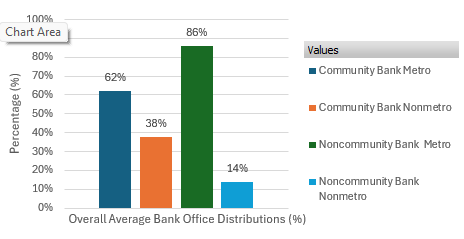 100%
Chart Area
90%
80%
70%
60%
50%
40%
30%
20%
10%
0%
Percentage (%)
62%
38%
86%
14%
Overall Average Bank Office Distributions (%)
Values
Community Bank Metro
Community Bank Nonmetro
Noncommunity Bank  Metro
Noncommunity Bank
Nonmetro